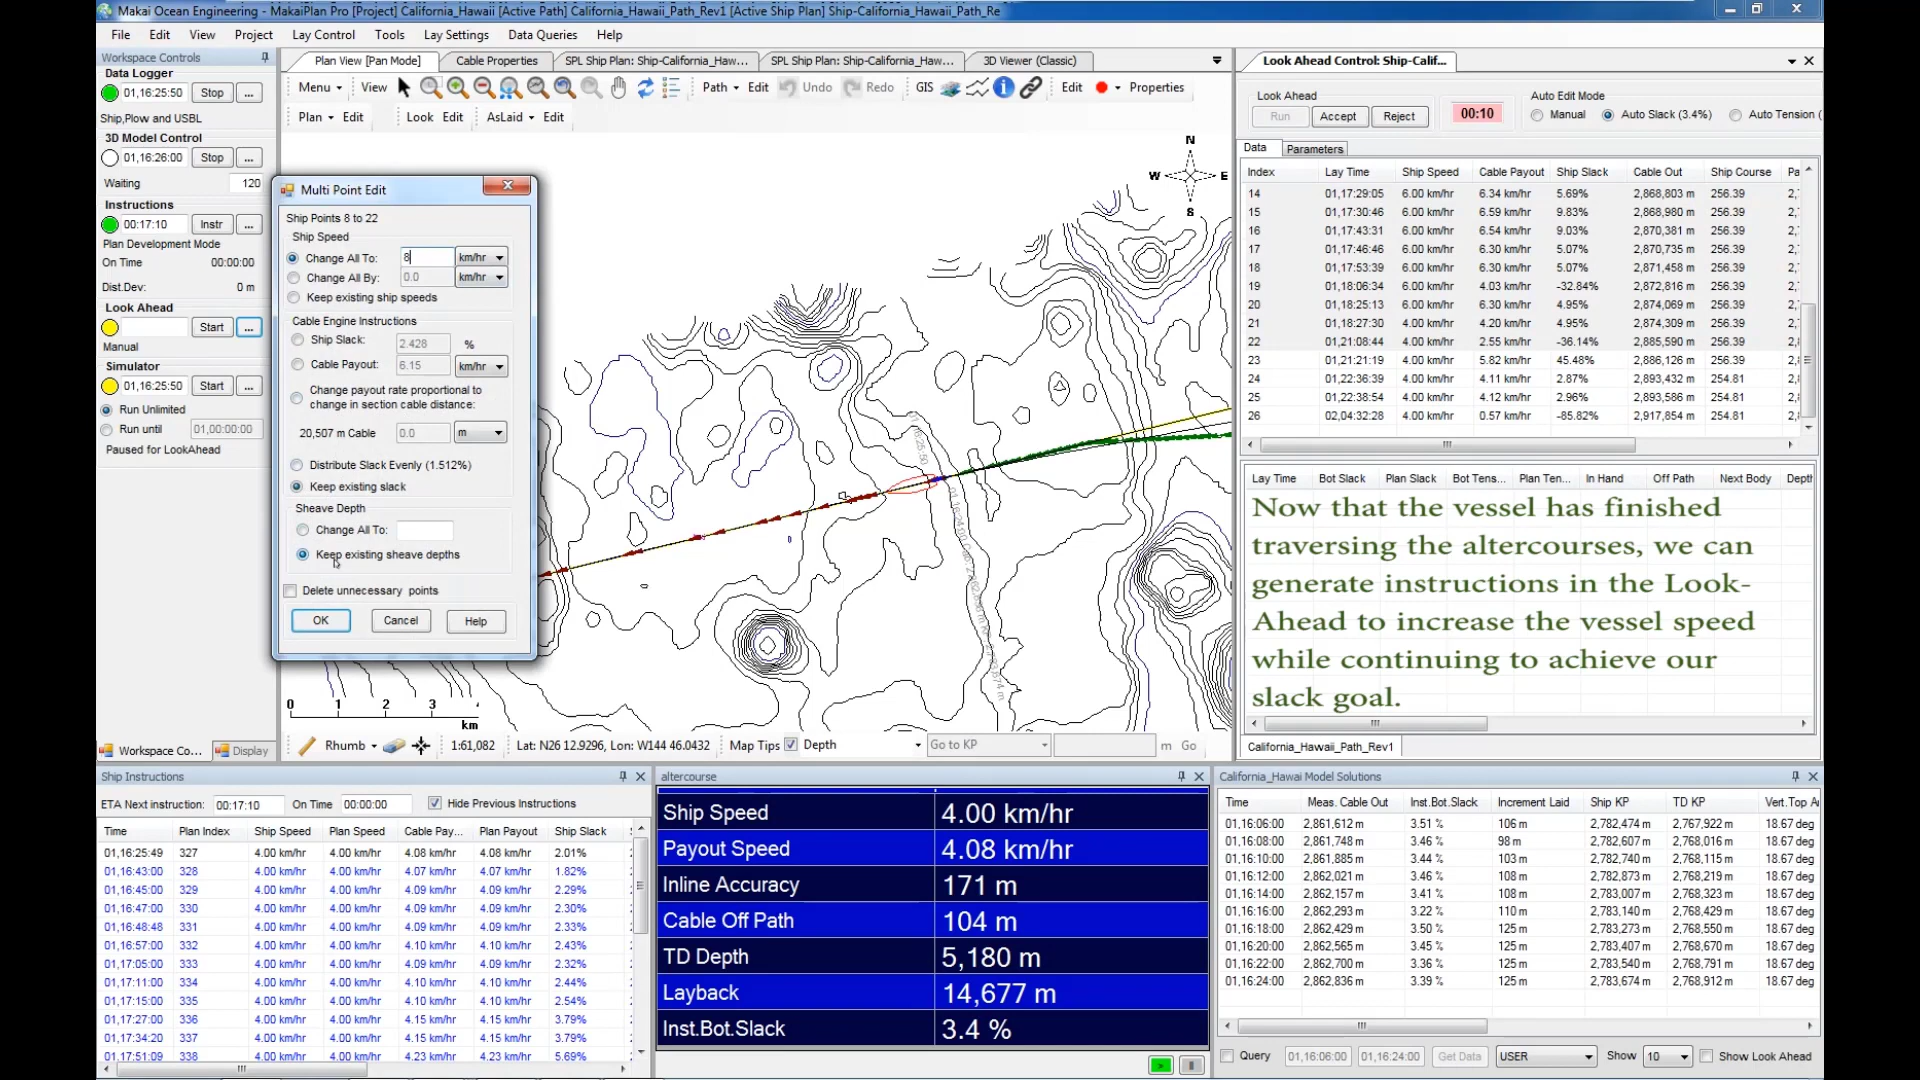 Makai Ocean Engineering - MakaiPlan Pro [Project] California_Hawaii [Active Path] California_Hawaii_Path_Rev1 [Active Ship Plan] Ship-California_Hawaii_Path_Re
File Edit View Project Lay Control Tools Lay Settings Data Queries Help
Workspace Controls
Data Logger
01,16:25:50 Stop ...
Ship,Plow and USBL
3D Model Control
01,16:26:00 Stop ...
Waiting 120
Instructions
00:17:10 Instr ...
Plan Development Mode
On Time 00:00:00
Dist.Dev: 0 m
Look Ahead
Start ...
Manual
Simulator
01,16:25:50 Start ...
Run Unlimited
Run until 01,00:00:00
Paused for LookAhead
Workspace Co... Display
Plan View [Pan Mode] Cable Properties SPL Ship Plan: Ship-California_Haw... SPL Ship Plan: Ship-California_Haw... 3D Viewer (Classic)
Menu View Path Edit Undo Redo GIS Edit Properties
Plan Edit Look Edit AsLaid Edit
N
W E
S
Multi Point Edit
Ship Points 8 to 22
Ship Speed
Change All To: 8 km/hr
Change All By: 0.0 km/hr
Keep existing ship speeds
Cable Engine Instructions
Ship Slack: 2.428 %
Cable Payout: 6.15 km/hr
Change payout rate proportional to
change in section cable distance:
20,507 m Cable 0.0 m
Distribute Slack Evenly (1.512%)
Keep existing slack
Sheave Depth
Change All To:
Keep existing sheave depths
Delete unnecessary points
OK Cancel Help
0 1 2 3
km
Rhumb 1:61,082 Lat: N26 12.9296, Lon: W144 46.0432 Map Tips Depth Go to KP m Go
Look Ahead Control: Ship-Calif...
Look Ahead
Run Accept Reject
00:10
Auto Edit Mode
Manual Auto Slack (3.4%) Auto Tension (
Data Parameters
Index Lay Time Ship Speed Cable Payout Ship Slack Cable Out Ship Course Pa
14 01,17:29:05 6.00 km/hr 6.34 km/hr 5.69% 2,868,803 m 256.39 2,
15 01,17:30:46 6.00 km/hr 6.59 km/hr 9.83% 2,868,980 m 256.39 2,
16 01,17:43:31 6.00 km/hr 6.54 km/hr 9.03% 2,870,381 m 256.39 2,
17 01,17:46:46 6.00 km/hr 6.30 km/hr 5.07% 2,870,735 m 256.39 2,
18 01,17:53:39 6.00 km/hr 6.30 km/hr 5.07% 2,871,458 m 256.39 2,
19 01,18:06:34 6.00 km/hr 4.03 km/hr -32.84% 2,872,816 m 256.39 2,
20 01,18:25:13 6.00 km/hr 6.30 km/hr 4.95% 2,874,069 m 256.39 2,
21 01,18:27:30 4.00 km/hr 4.20 km/hr 4.95% 2,874,309 m 256.39 2,
22 01,21:08:44 4.00 km/hr 2.55 km/hr -36.14% 2,885,590 m 256.39 2,
23 01,21:21:19 4.00 km/hr 5.82 km/hr 45.48% 2,886,126 m 256.39 2,
24 01,22:36:39 4.00 km/hr 4.11 km/hr 2.87% 2,893,432 m 254.81 2,
25 01,22:38:54 4.00 km/hr 4.12 km/hr 2.96% 2,893,586 m 254.81 2,
26 02,04:32:28 4.00 km/hr 0.57 km/hr -85.82% 2,917,854 m 254.81 2,
Lay Time Bot Slack Plan Slack Bot Tens... Plan Ten... In Hand Off Path Next Body Depth
Now that the vessel has finished
traversing the altercourses, we can
generate instructions in the Look-
Ahead to increase the vessel speed
while continuing to achieve our
slack goal.
California_Hawaii_Path_Rev1
Ship Instructions
ETA Next instruction: 00:17:10 On Time 00:00:00 Hide Previous Instructions
Time Plan Index Ship Speed Plan Speed Cable Pay... Plan Payout Ship Slack
01,16:25:49 327 4.00 km/hr 4.00 km/hr 4.08 km/hr 4.08 km/hr 2.01%
01,16:43:00 328 4.00 km/hr 4.00 km/hr 4.07 km/hr 4.07 km/hr 1.82%
01,16:45:00 329 4.00 km/hr 4.00 km/hr 4.09 km/hr 4.09 km/hr 2.29%
01,16:47:00 330 4.00 km/hr 4.00 km/hr 4.09 km/hr 4.09 km/hr 2.30%
01,16:48:48 331 4.00 km/hr 4.00 km/hr 4.09 km/hr 4.09 km/hr 2.33%
01,16:57:00 332 4.00 km/hr 4.00 km/hr 4.10 km/hr 4.10 km/hr 2.43%
01,17:05:00 333 4.00 km/hr 4.00 km/hr 4.09 km/hr 4.09 km/hr 2.32%
01,17:11:00 334 4.00 km/hr 4.00 km/hr 4.10 km/hr 4.10 km/hr 2.44%
01,17:15:00 335 4.00 km/hr 4.00 km/hr 4.10 km/hr 4.10 km/hr 2.54%
01,17:27:00 336 4.00 km/hr 4.00 km/hr 4.15 km/hr 4.15 km/hr 3.79%
01,17:34:20 337 4.00 km/hr 4.00 km/hr 4.15 km/hr 4.15 km/hr 3.79%
01,17:51:09 338 4.00 km/hr 4.00 km/hr 4.23 km/hr 4.23 km/hr 5.69%
altercourse
Ship Speed 4.00 km/hr
Payout Speed 4.08 km/hr
Inline Accuracy 171 m
Cable Off Path 104 m
TD Depth 5,180 m
Layback 14,677 m
Inst.Bot.Slack 3.4 %
California_Hawai Model Solutions
Time Meas. Cable Out Inst.Bot.Slack Increment Laid Ship KP TD KP Vert.Top A
01,16:06:00 2,861,612 m 3.51 % 106 m 2,782,474 m 2,767,922 m 18.67 deg
01,16:08:00 2,861,748 m 3.46 % 98 m 2,782,607 m 2,768,016 m 18.67 deg
01,16:10:00 2,861,885 m 3.44 % 103 m 2,782,740 m 2,768,115 m 18.67 deg
01,16:12:00 2,862,021 m 3.46 % 108 m 2,782,873 m 2,768,219 m 18.67 deg
01,16:14:00 2,862,157 m 3.41 % 108 m 2,783,007 m 2,768,323 m 18.67 deg
01,16:16:00 2,862,293 m 3.22 % 110 m 2,783,140 m 2,768,429 m 18.67 deg
01,16:18:00 2,862,429 m 3.50 % 125 m 2,783,273 m 2,768,550 m 18.67 deg
01,16:20:00 2,862,565 m 3.45 % 125 m 2,783,407 m 2,768,670 m 18.67 deg
01,16:22:00 2,862,700 m 3.36 % 125 m 2,783,540 m 2,768,791 m 18.67 deg
01,16:24:00 2,862,836 m 3.39 % 125 m 2,783,674 m 2,768,912 m 18.67 deg
Query 01,16:06:00 01,16:24:00 Get Data USER Show 10 Show Look Ahead